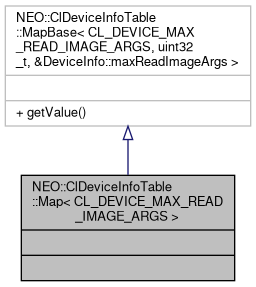 NEO::ClDeviceInfoTable
::MapBase< CL_DEVICE_MAX
_READ_IMAGE_ARGS, uint32
_t, &DeviceInfo::maxReadImageArgs >
+ getValue()
NEO::ClDeviceInfoTable
::Map< CL_DEVICE_MAX_READ
_IMAGE_ARGS >